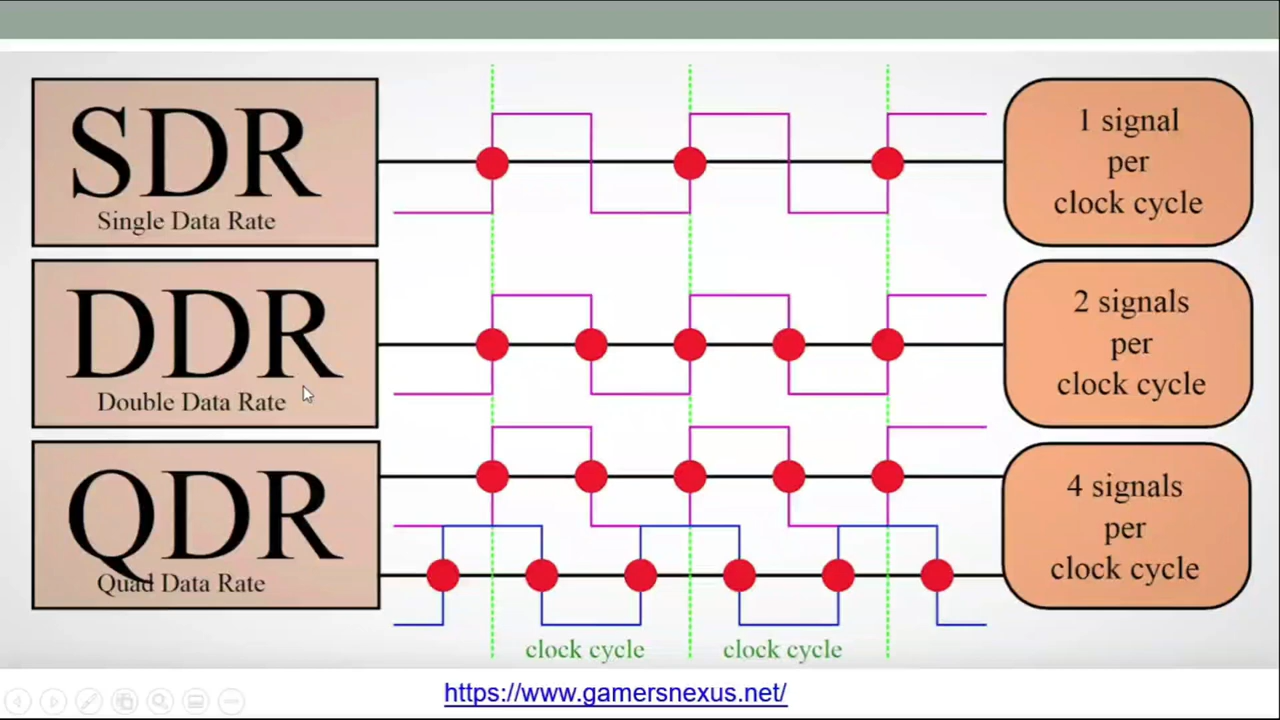 SDR
Single Data Rate
1 signal
per
clock cycle
DDR
Double Data Rate
2 signals
per
clock cycle
QDR
Quad Data Rate
4 signals
per
clock cycle
clock cycle
clock cycle
https://www.gamersnexus.net/